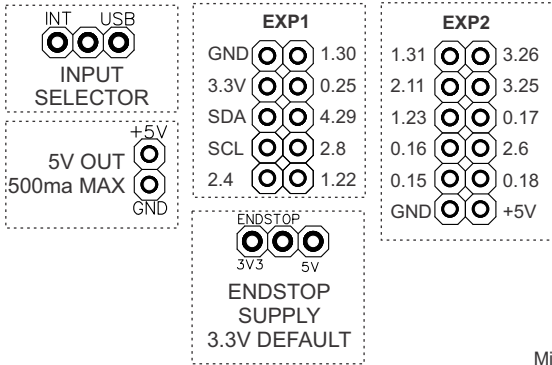 INT USB
INPUT
SELECTOR
+5V
5V OUT
500ma MAX
GND
EXP1
GND 1.30
3.3V 0.25
SDA 4.29
SCL 2.8
2.4 1.22
EXP2
1.31 3.26
2.11 3.25
1.23 0.17
0.16 2.6
0.15 0.18
GND +5V
ENDSTOP
3V3 5V
ENDSTOP
SUPPLY
3.3V DEFAULT
Mi